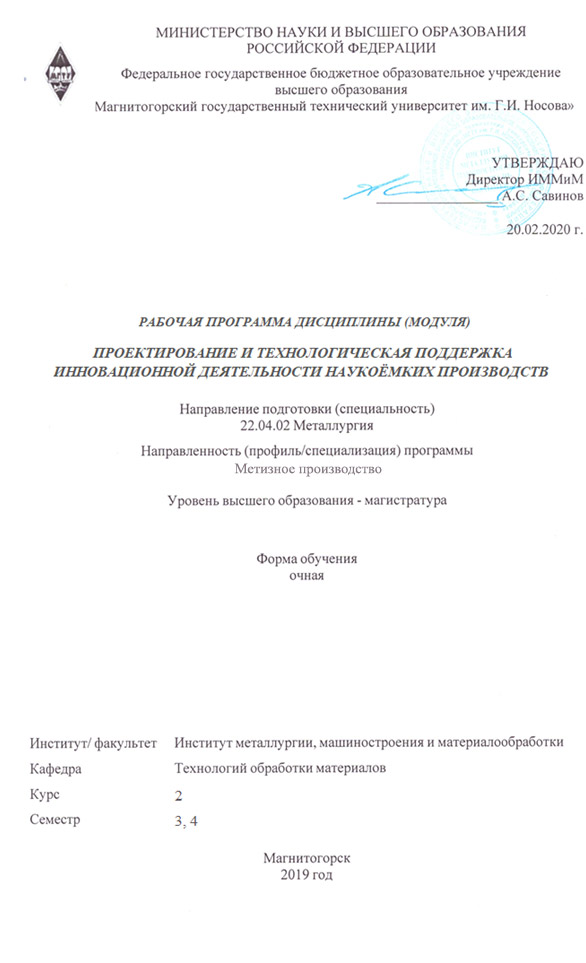 МИНИСТЕРСТВО НАУКИ И ВЫСШЕГО ОБРАЗОВАНИЯ
РОССИЙСКОЙ ФЕДЕРАЦИИ
Федеральное государственное бюджетное образовательное учреждение
высшего образования
Магнитогорский государственный технический университет им. Г.И. Носова»
УТВЕРЖДАЮ
Директор ИММиМ
А.С. Савинов
20.02.2020 г.
РАБОЧАЯ ПРОГРАММА ДИСЦИПЛИНЫ (МОДУЛЯ)
ПРОЕКТИРОВАНИЕ И ТЕХНОЛОГИЧЕСКАЯ ПОДДЕРЖКА
ИННОВАЦИОННОЙ ДЕЯТЕЛЬНОСТИ НАУКОЁМКИХ ПРОИЗВОДСТВ
Направление подготовки (специальность)
22.04.02 Металлургия
Направленность (профиль/специализация) программы
Метизное производство
Уровень высшего образования - магистратура
Форма обучения
очная
Институт/ факультет Институт металлургии, машиностроения и материалообработки
Кафедра Технологий обработки материалов
Курс 2
Семестр 3, 4
Магнитогорск
2019 год